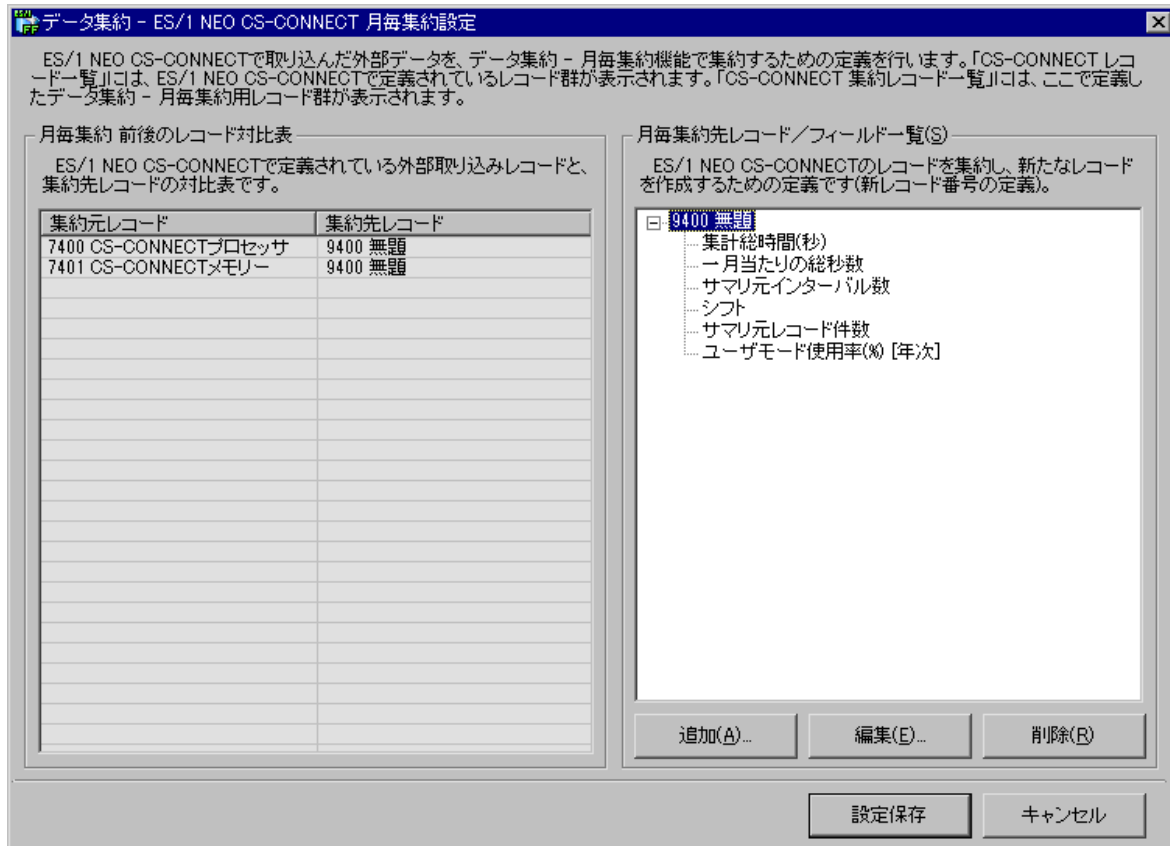 データ集約 - ES/1 NEO CS-CONNECT 月毎集約設定
ES/1 NEO CS-CONNECTで取り込んだ外部データを、データ集約 - 月毎集約機能で集約するための定義を行います。「CS-CONNECT レコ
ード一覧」には、ES/1 NEO CS-CONNECTで定義されているレコード群が表示されます。「CS-CONNECT 集約レコード一覧」には、ここで定義し
たデータ集約 - 月毎集約用レコード群が表示されます。
月毎集約 前後のレコード対比表
ES/1 NEO CS-CONNECTで定義されている外部取り込みレコードと、
集約先レコードの対比表です。
集約元レコード 集約先レコード
7400 CS-CONNECTプロセッサ 9400 無題
7401 CS-CONNECTメモリー 9400 無題
月毎集約先レコード/フィールド一覧(S)
ES/1 NEO CS-CONNECTのレコードを集約し、新たなレコード
を作成するための定義です(新レコード番号の定義)。
9400 無題
集計総時間(秒)
一月当たりの総秒数
サマリ元インターバル数
シフト
サマリ元レコード件数
ユーザモード使用率(%) [年次]
追加(A)... 編集(E)... 削除(R)
設定保存 キャンセル